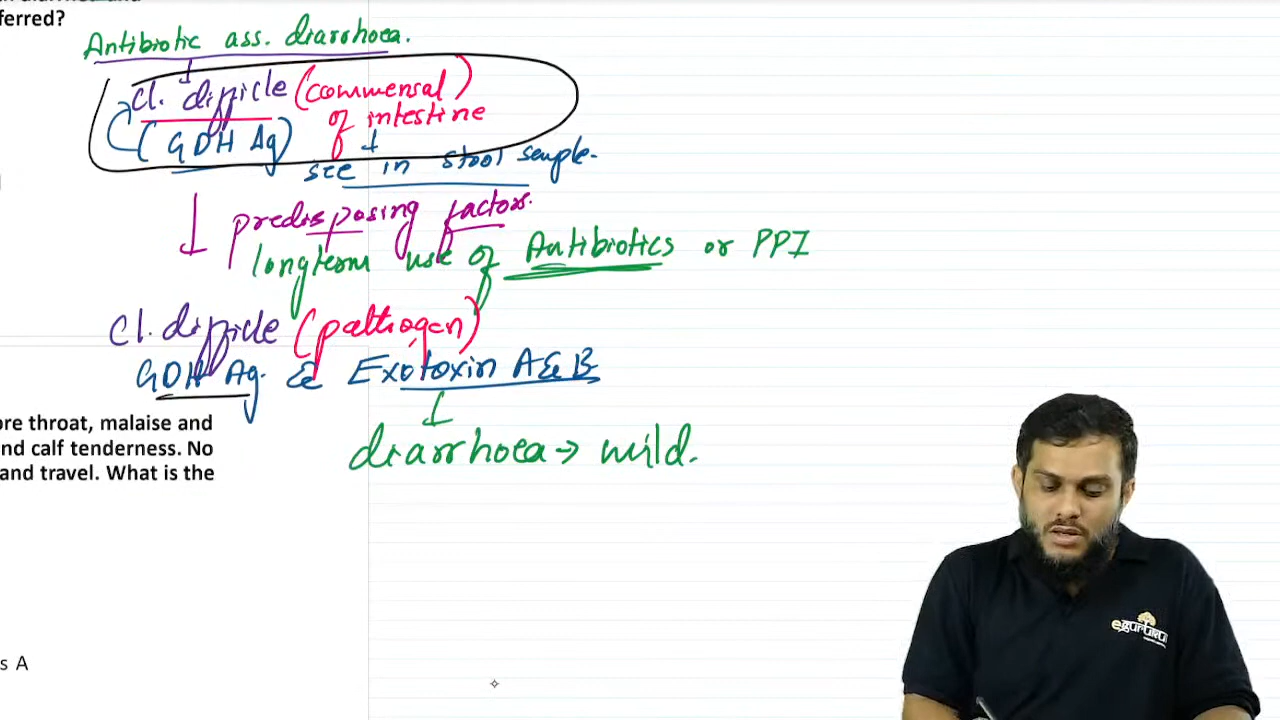 ferred?
Antibiotic ass. diarrhoea.
Cl. difficle (commensal)
of intestine
(GDH Ag)
see in stool sample.
predisposing factors.
longterm use of Antibiotics or PPI
Cl. difficle (pathogen)
GDH Ag. & Exotoxin A&B
ore throat, malaise and
nd calf tenderness. No
and travel. What is the
diarrhoea → mild.
egurukul
s A